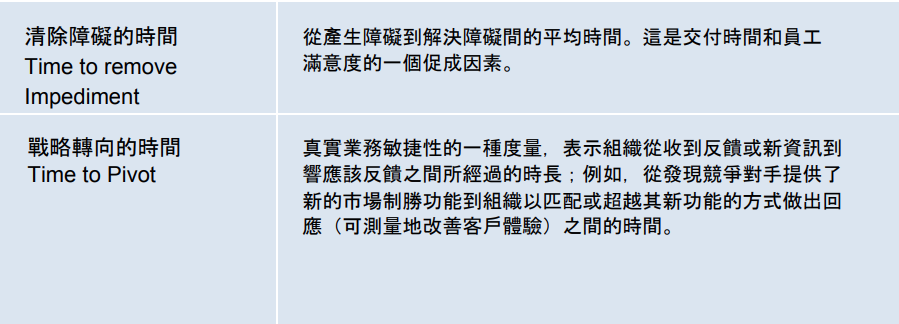 清除障礙的時間
Time to remove
Impediment
從產生障礙到解決障礙間的平均時間。這是交付時間和員工
滿意度的一個促成因素。
戰略轉向的時間
Time to Pivot
真實業務敏捷性的一種度量，表示組織從收到反饋或新資訊到
響應該反饋之間所經過的時長；例如，從發現競爭對手提供了
新的市場制勝功能到組織以匹配或超越其新功能的方式做出回
應（可測量地改善客戶體驗）之間的時間。